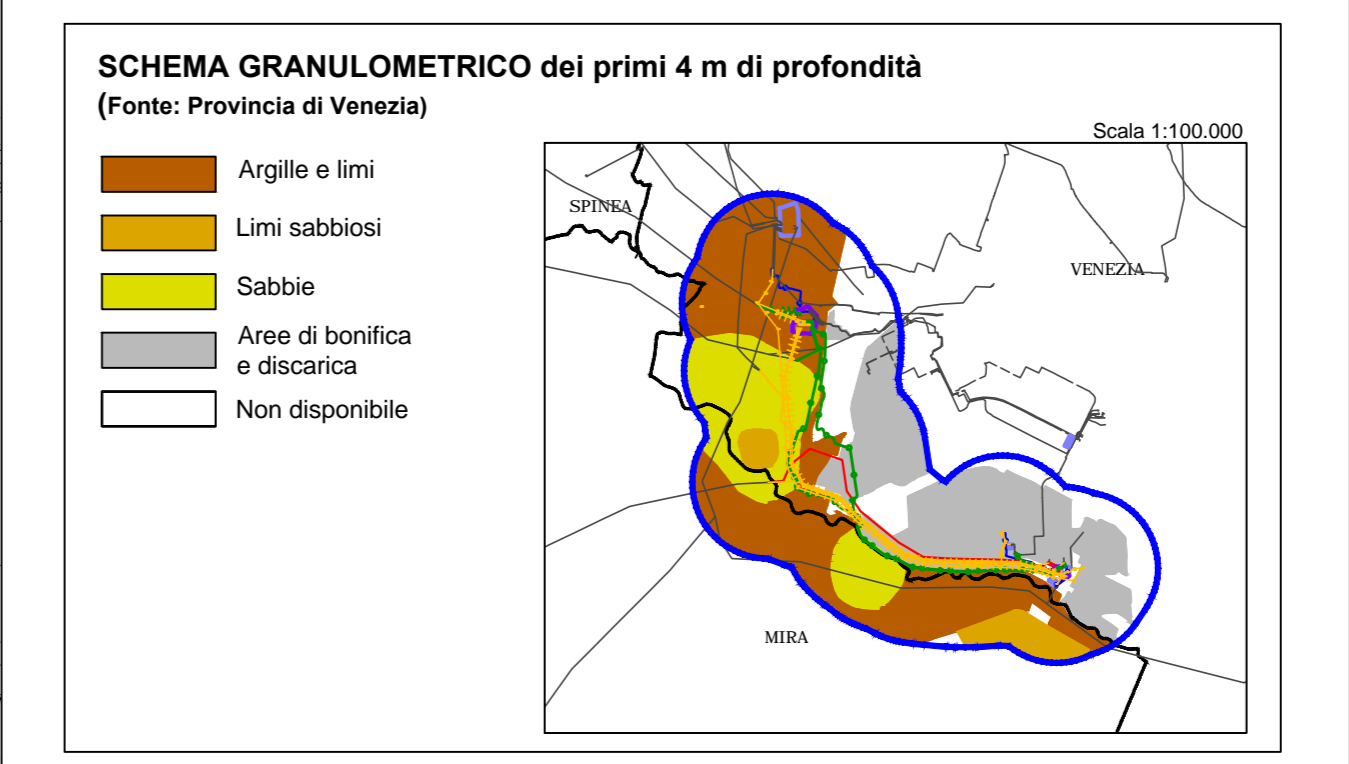 SCHEMA GRANULOMETRICO dei primi 4 m di profondità
(Fonte: Provincia di Venezia)
Scala 1:100.000
Argille e limi
Limi sabbiosi
Sabbie
Aree di bonifica
e discarica
Non disponibile
SPINEA
VENEZIA
MIRA